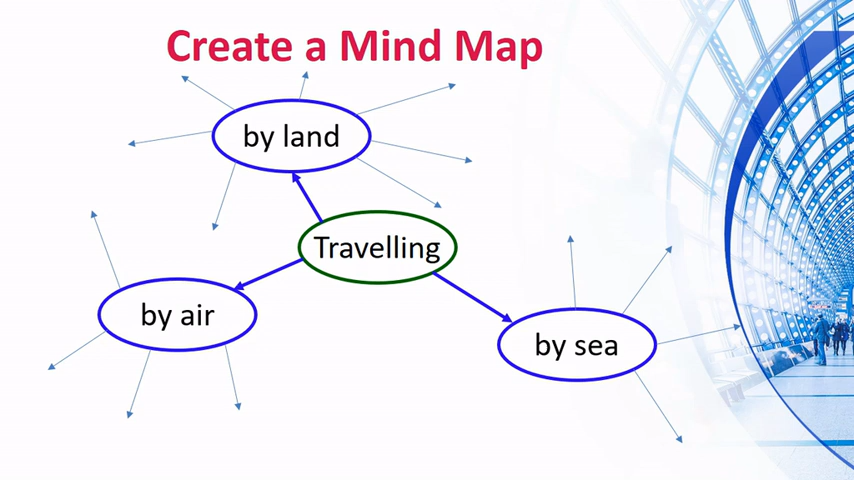 Create a Mind Map
by land
Travelling
by air
by sea